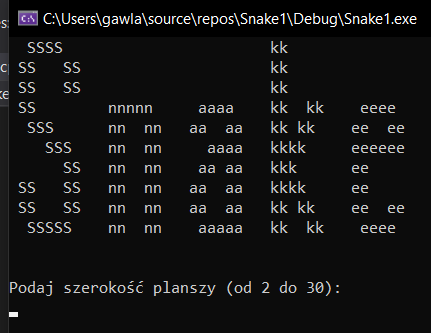 C:\Users\gawla\source\repos\Snake1\Debug\Snake1.exe
  SSSS                       kk
 SS   SS                     kk
 SS   SS                     kk
 SS        nnnnn     aaaa    kk  kk    eeee
  SSS      nn  nn   aa  aa   kk kk    ee  ee
    SSS    nn  nn     aaaa   kkkk     eeeeee
      SS   nn  nn    aa aa   kkk      ee
 SS   SS   nn  nn   aa  aa   kkkk     ee
 SS   SS   nn  nn   aa  aa   kk kk    ee  ee
  SSSSS    nn  nn    aaaaa   kk  kk    eeee
Podaj szerokość planszy (od 2 do 30):